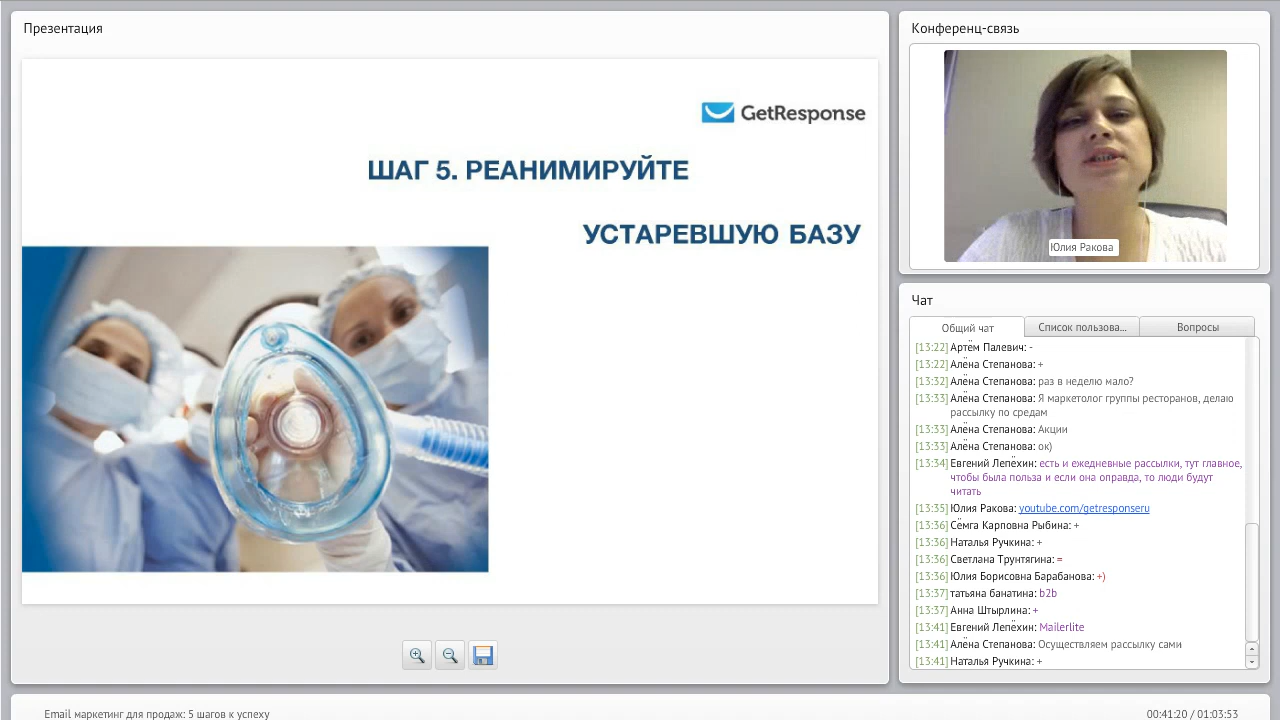 Презентация
GetResponse
ШАГ 5. РЕАНИМИРУЙТЕ
УСТАРЕВШУЮ БАЗУ
Конференц-связь
Юлия Ракова
Чат
Общий чат
Список пользова...
Вопросы
[13:22] Артём Палевич: -
[13:22] Алёна Степанова: +
[13:32] Алёна Степанова: раз в неделю мало?
[13:33] Алёна Степанова: Я маркетолог группы ресторанов, делаю
рассылку по средам
[13:33] Алёна Степанова: Акции
[13:33] Алёна Степанова: ок)
[13:34] Евгений Лепёхин: есть и ежедневные рассылки, тут главное,
чтобы была польза и если она оправда, то люди будут
читать
[13:35] Юлия Ракова: youtube.com/getresponseru
[13:36] Сёмга Карповна Рыбина: +
[13:36] Наталья Ручкина: +
[13:36] Светлана Трунтягина: =
[13:36] Юлия Борисовна Барабанова: +)
[13:37] татьяна банатина: b2b
[13:37] Анна Штырлина: +
[13:41] Евгений Лепёхин: Mailerlite
[13:41] Алёна Степанова: Осуществляем рассылку сами
[13:41] Наталья Ручкина: +
Email маркетинг для продаж: 5 шагов к успеху
00:41:20 / 01:03:53